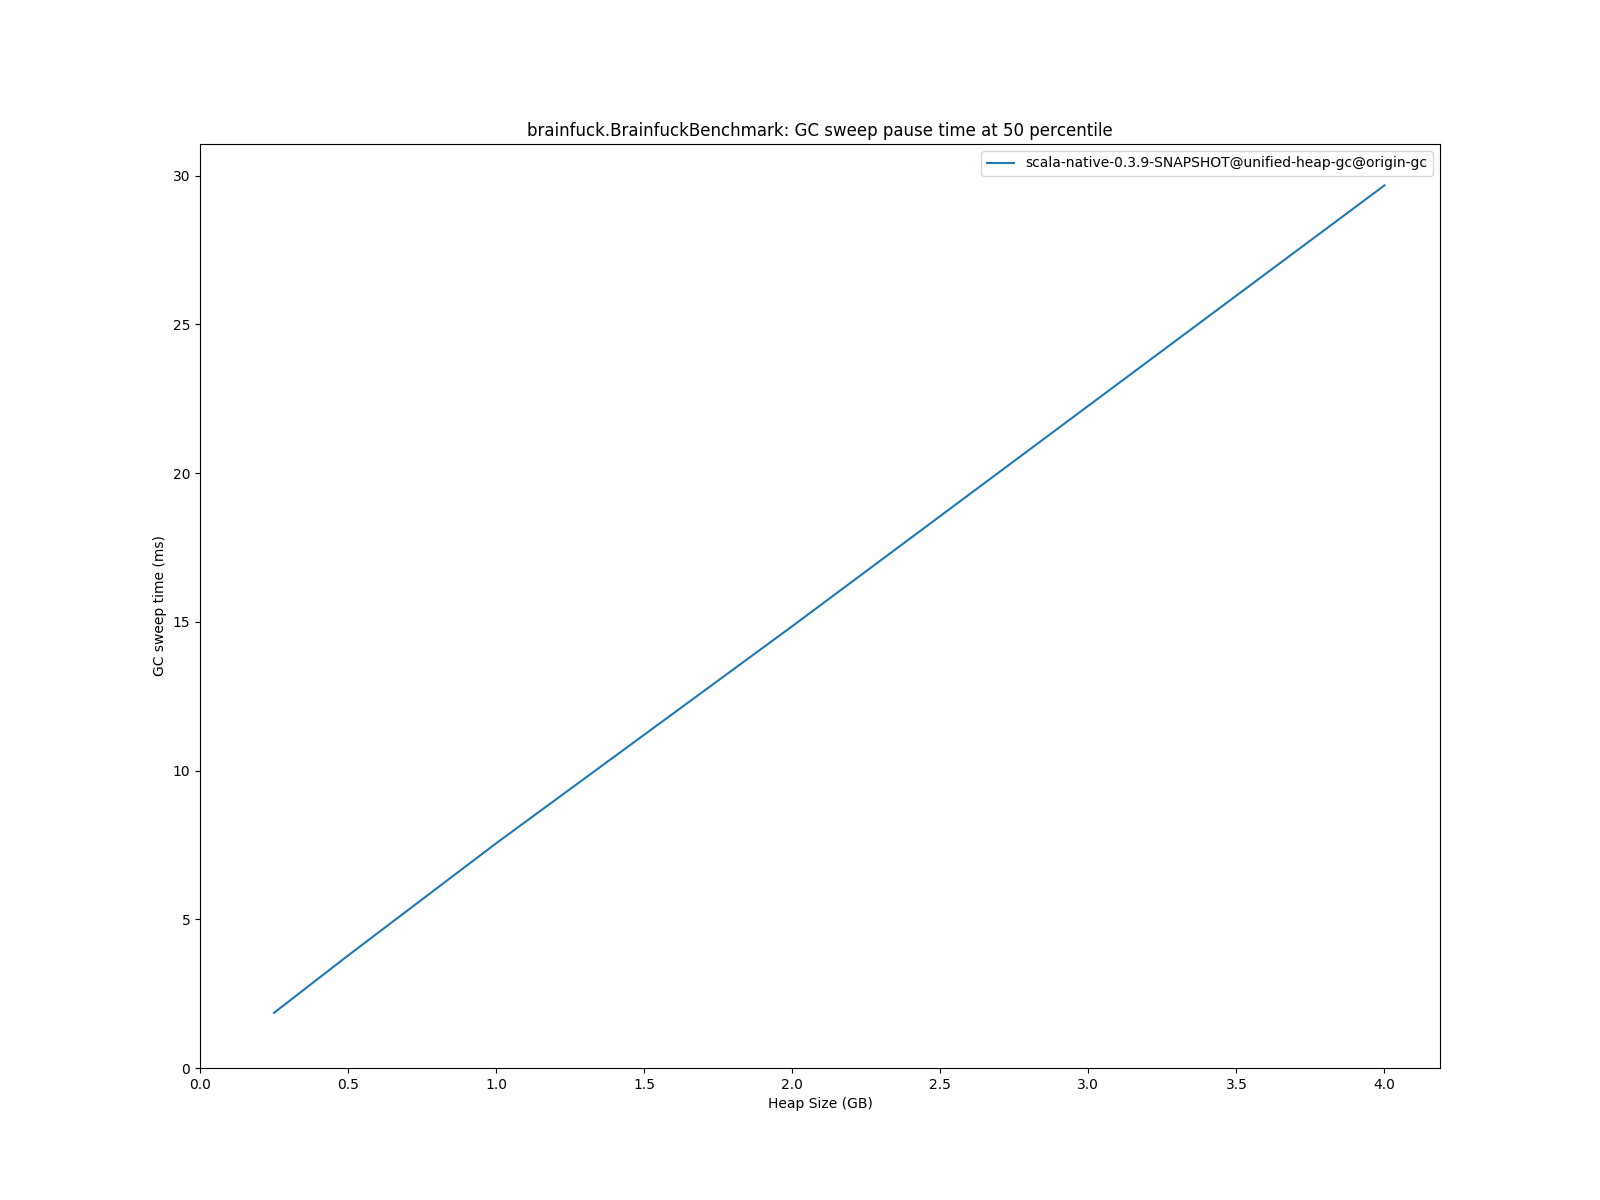 brainfuck.BrainfuckBenchmark: GC sweep pause time at 50 percentile
scala-native-0.3.9-SNAPSHOT@unified-heap-gc@origin-gc
30
25
20
15
10
5
0
GC sweep time (ms)
0.0 0.5 1.0 1.5 2.0 2.5 3.0 3.5 4.0
Heap Size (GB)